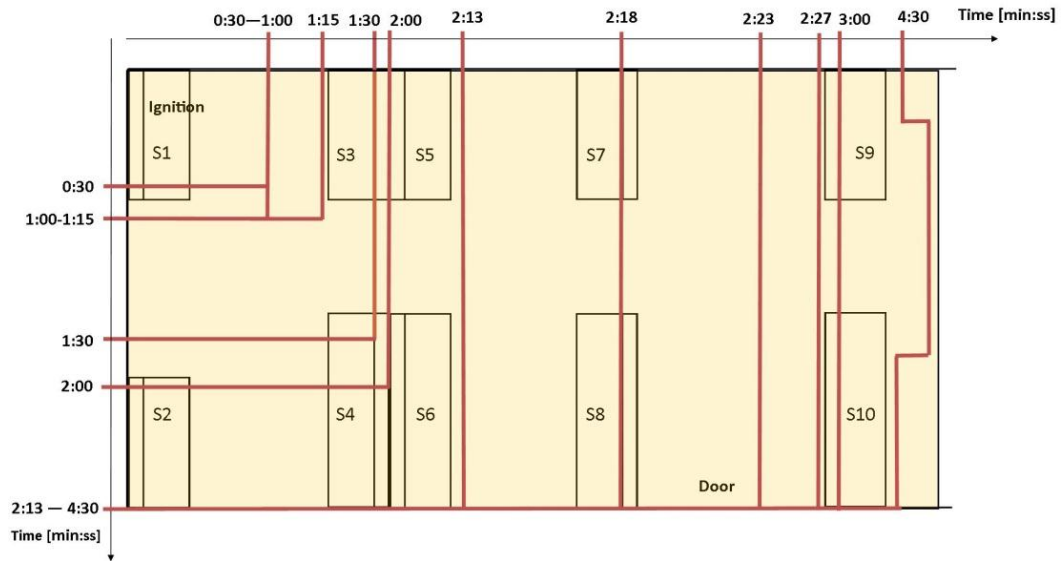 0:30—1:00 1:15 1:30 2:00 2:13 2:18 2:23 2:27 3:00 4:30 Time [min:ss]
Ignition
S1 S3 S5 S7 S9
0:30
1:00-1:15
1:30
2:00
S2 S4 S6 S8 S10
Door
2:13 — 4:30
Time [min:ss]